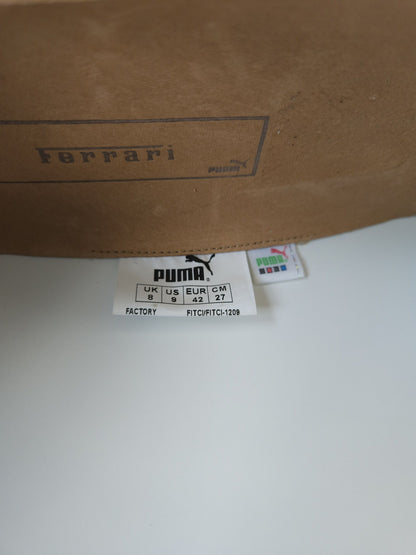 Ferrari
PUMA
PUMA®
PUMA
UK US EUR CM
8 9 42 27
FACTORY FITCI/FITCI-1209